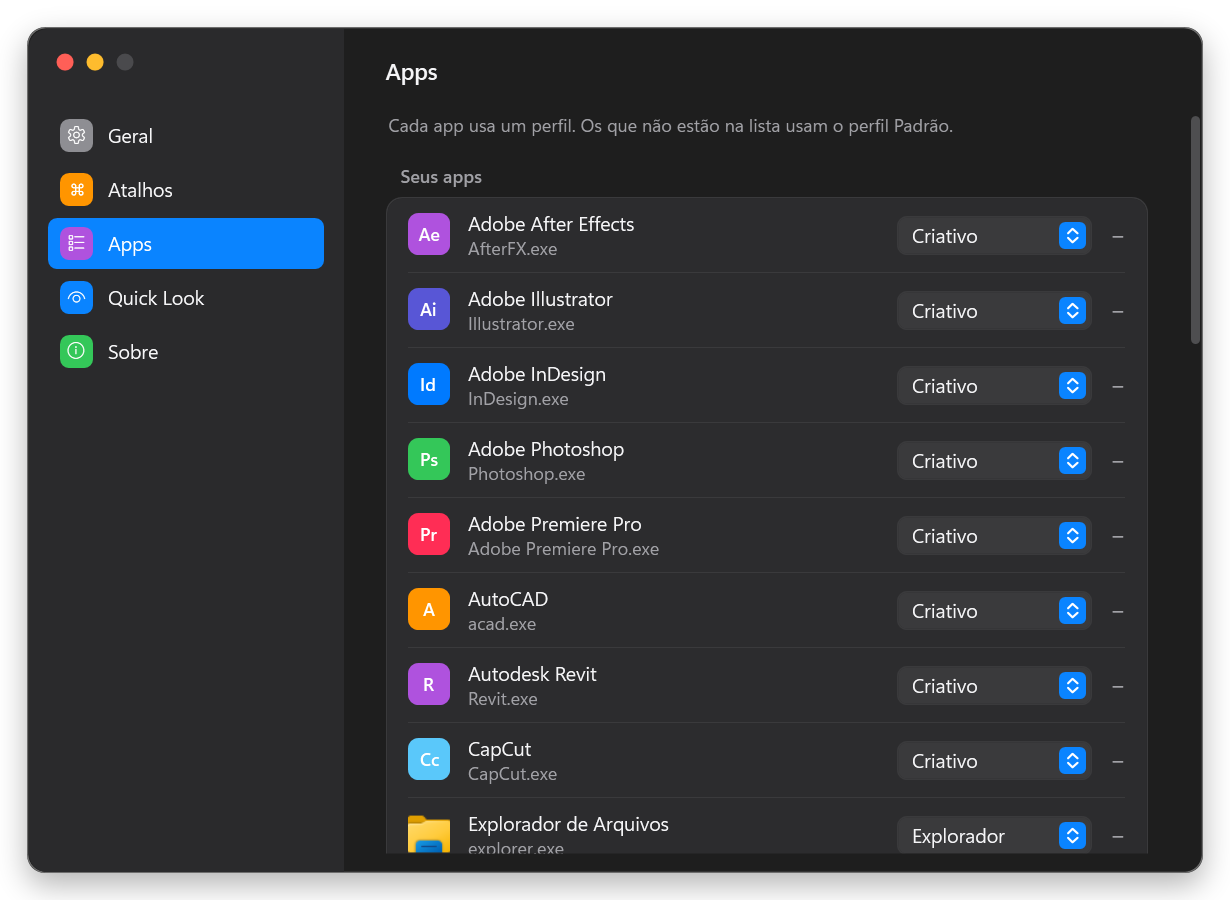 Apps
Cada app usa um perfil. Os que não estão na lista usam o perfil Padrão.
Geral
Atalhos
Apps
Quick Look
Sobre
Seus apps
Ae Adobe After Effects
AfterFX.exe
Criativo
Ai Adobe Illustrator
Illustrator.exe
Criativo
Id Adobe InDesign
InDesign.exe
Criativo
Ps Adobe Photoshop
Photoshop.exe
Criativo
Pr Adobe Premiere Pro
Adobe Premiere Pro.exe
Criativo
A AutoCAD
acad.exe
Criativo
R Autodesk Revit
Revit.exe
Criativo
Cc CapCut
CapCut.exe
Criativo
Explorador de Arquivos
explorer.exe
Explorador